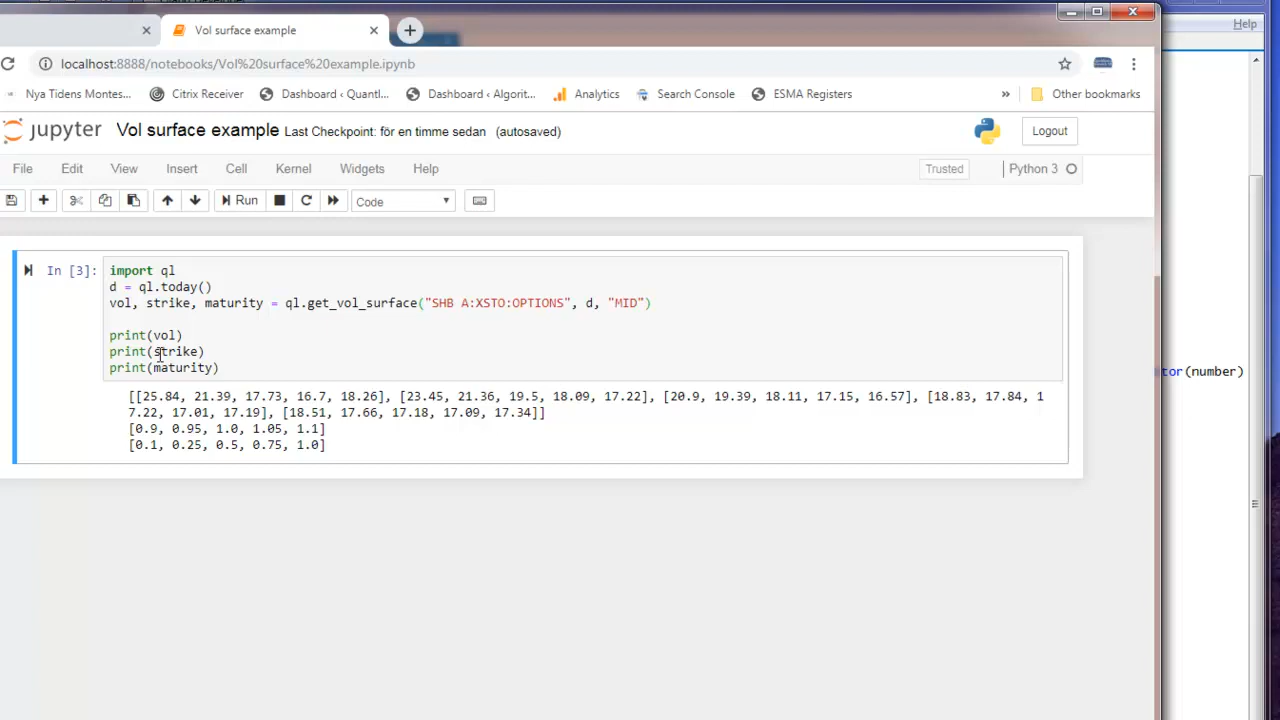 Help
Vol surface example
localhost:8888/notebooks/Vol%20surface%20example.ipynb
Nya Tidens Montes... Citrix Receiver Dashboard ‹ Quantl... Dashboard ‹ Algorit... Analytics Search Console ESMA Registers » Other bookmarks
jupyter Vol surface example Last Checkpoint: för en timme sedan (autosaved) Logout
File Edit View Insert Cell Kernel Widgets Help Trusted Python 3
Run Code
In [3]: import ql
d = ql.today()
vol, strike, maturity = ql.get_vol_surface("SHB A:XSTO:OPTIONS", d, "MID")
print(vol)
print(strike)
print(maturity)
tor(number)
[[25.84, 21.39, 17.73, 16.7, 18.26], [23.45, 21.36, 19.5, 18.09, 17.22], [20.9, 19.39, 18.11, 17.15, 16.57], [18.83, 17.84, 1
7.22, 17.01, 17.19], [18.51, 17.66, 17.18, 17.09, 17.34]]
[0.9, 0.95, 1.0, 1.05, 1.1]
[0.1, 0.25, 0.5, 0.75, 1.0]